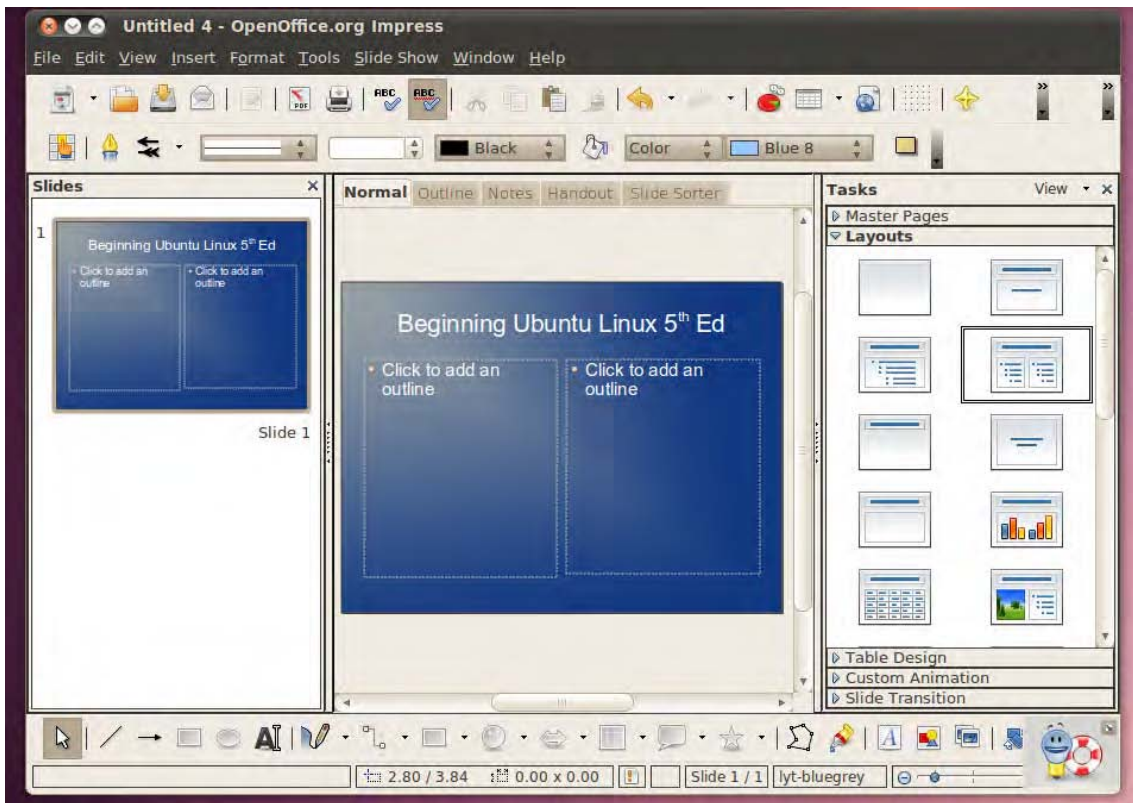 Untitled 4 - OpenOffice.org Impress
File Edit View Insert Format Tools Slide Show Window Help
PDF ABC ABC
Black Color Blue 8
Slides
Normal Outline Notes Handout Slide Sorter
Tasks View
1
Beginning Ubuntu Linux 5th Ed
• Click to add an outline
• Click to add an outline
Slide 1
Beginning Ubuntu Linux 5th Ed
• Click to add an
outline
• Click to add an
outline
Master Pages
Layouts
Table Design
Custom Animation
Slide Transition
2.80 / 3.84 0.00 x 0.00 Slide 1 / 1 lyt-bluegrey